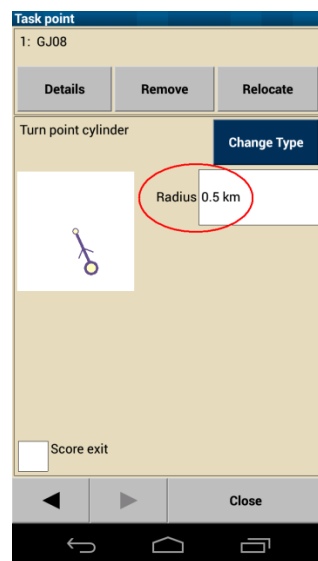 Task point
1: GJ08
Details Remove Relocate
Turn point cylinder
Change Type
Radius 0.5 km
Score exit
Close